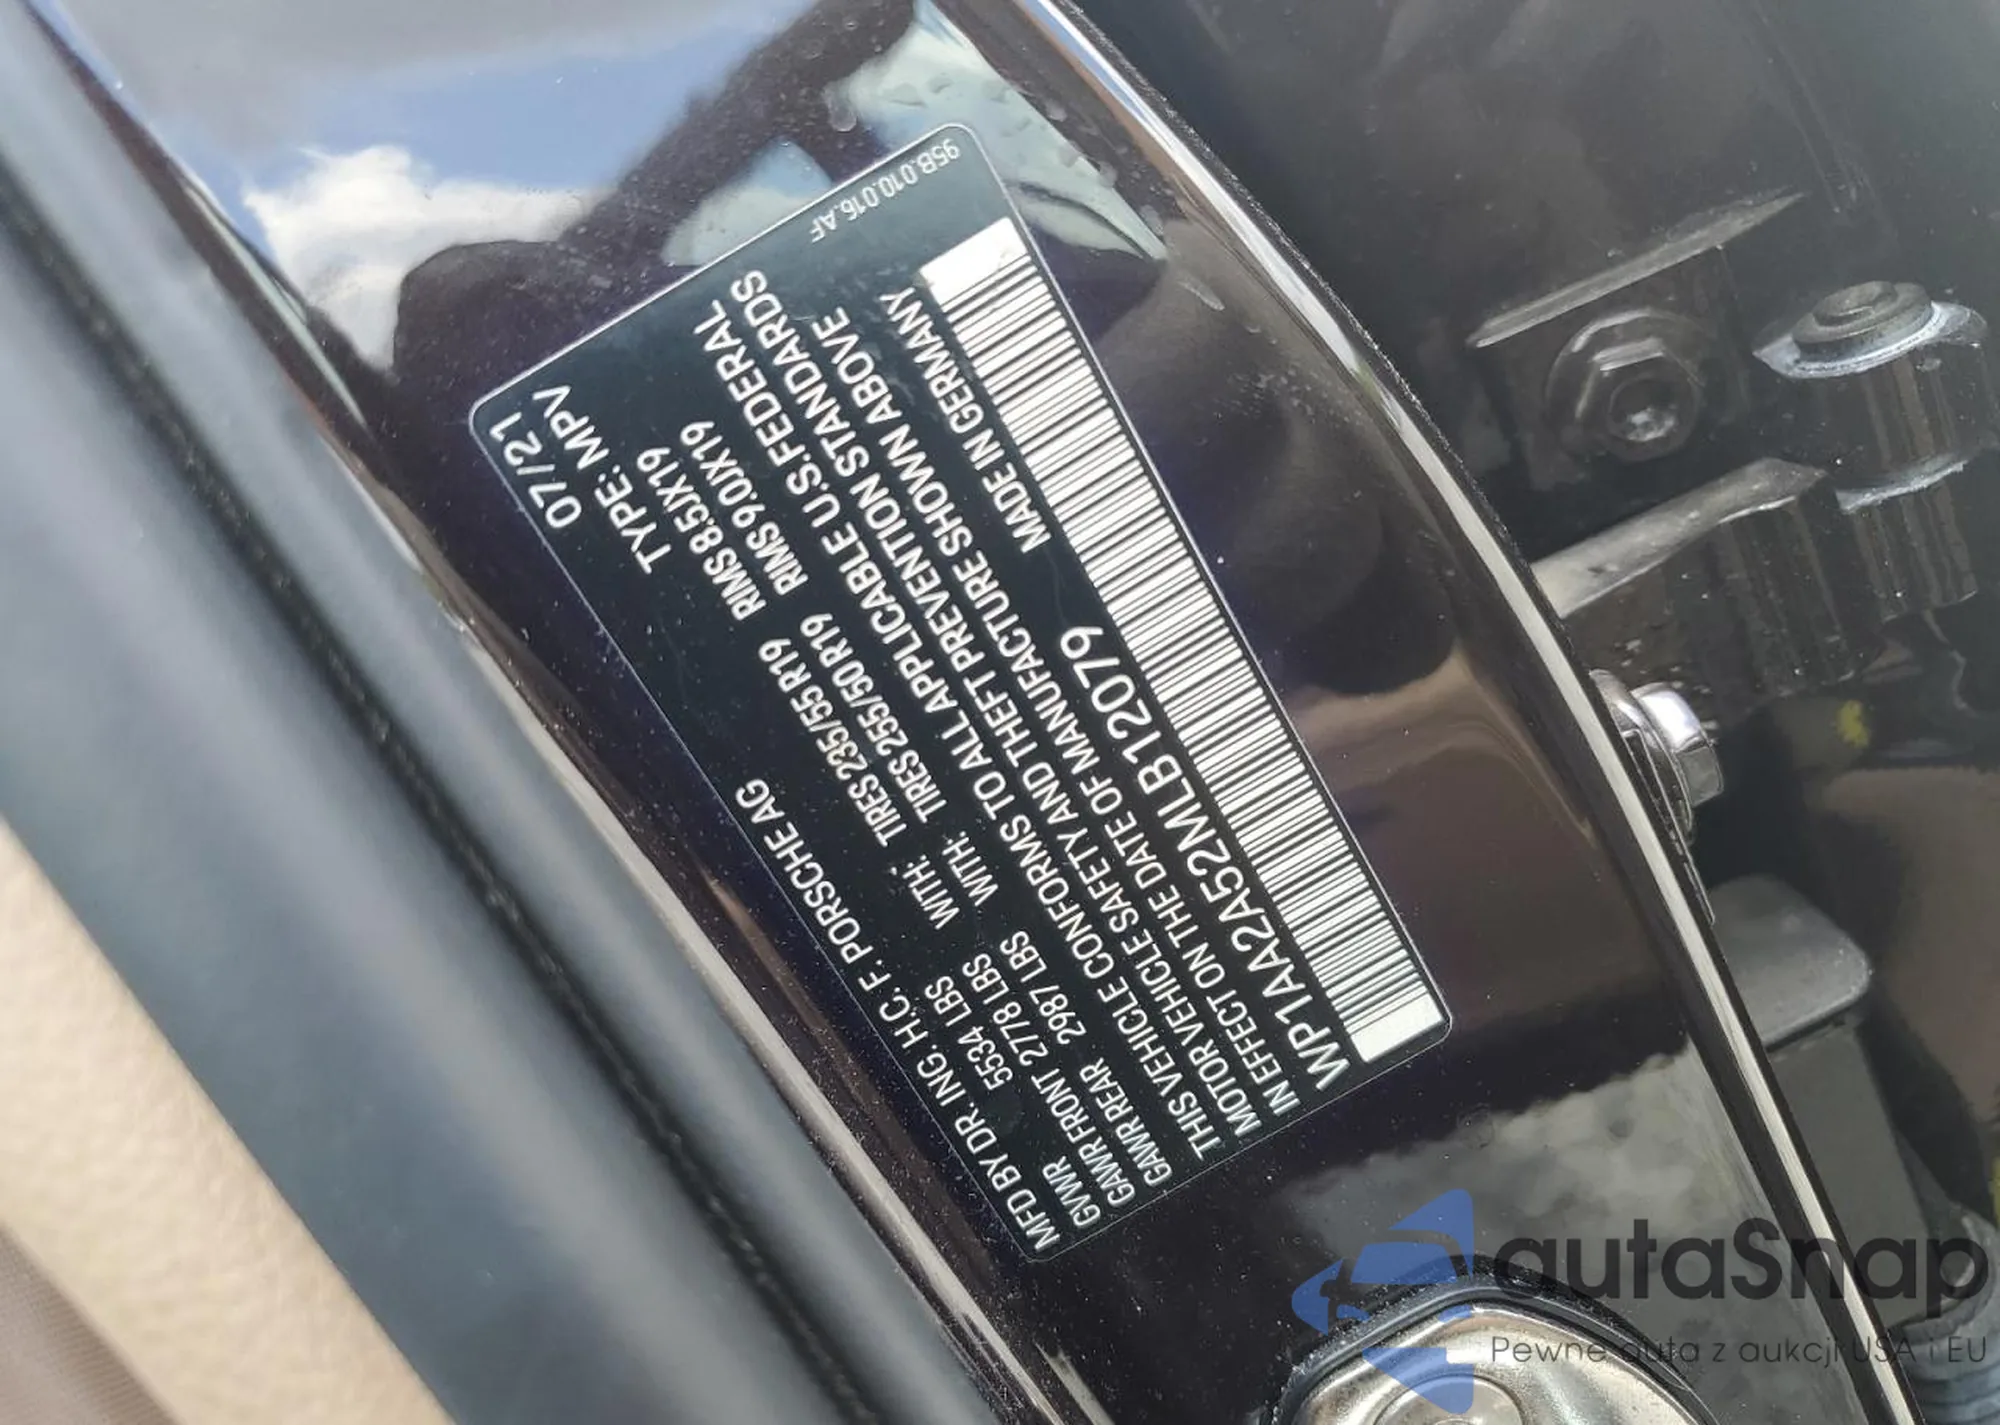 95B.010.016.AF
MFD BY DR. ING. H.C. F. PORSCHE AG 07/21
GVWR 5534 LBS TYPE: MPV
GAWR FRONT 2778 LBS WITH: TIRES 235/55 R19 RIMS 8.5JX19
GAWR REAR 2987 LBS WITH: TIRES 255/50 R19 RIMS 9.0JX19
THIS VEHICLE CONFORMS TO ALL APPLICABLE U.S.FEDERAL
MOTOR VEHICLE SAFETY AND THEFT PREVENTION STANDARDS
IN EFFECT ON THE DATE OF MANUFACTURE SHOWN ABOVE
WP1AA2A52MLB12079 MADE IN GERMANY
autaSnap
Pewne auta z aukcji USA i EU